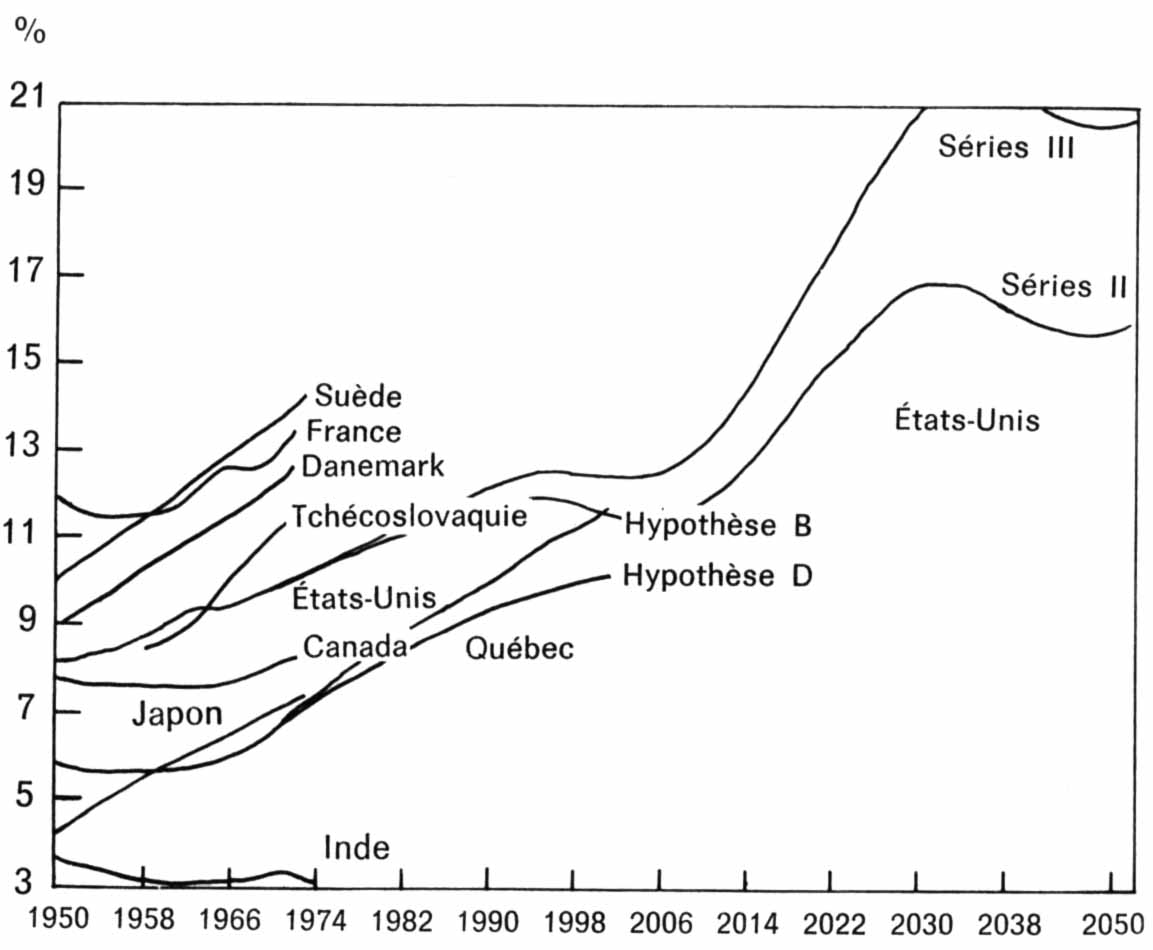 %
21
19
17
15
13
11
9
7
5
3
Séries III
Séries II
États-Unis
Suède
France
Danemark
Tchécoslovaquie
Hypothèse B
Hypothèse D
États-Unis
Canada
Québec
Japon
Inde
1950 1958 1966 1974 1982 1990 1998 2006 2014 2022 2030 2038 2050